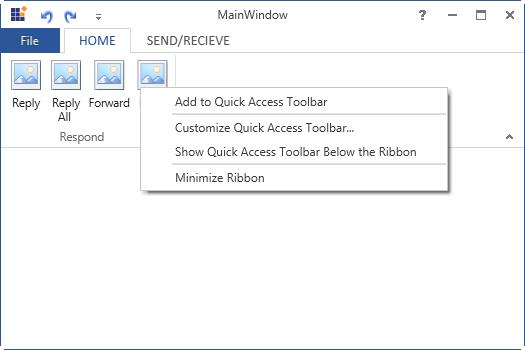 MainWindow
?
File HOME SEND/RECIEVE
Reply Reply All Forward
Respond
Add to Quick Access Toolbar
Customize Quick Access Toolbar...
Show Quick Access Toolbar Below the Ribbon
Minimize Ribbon